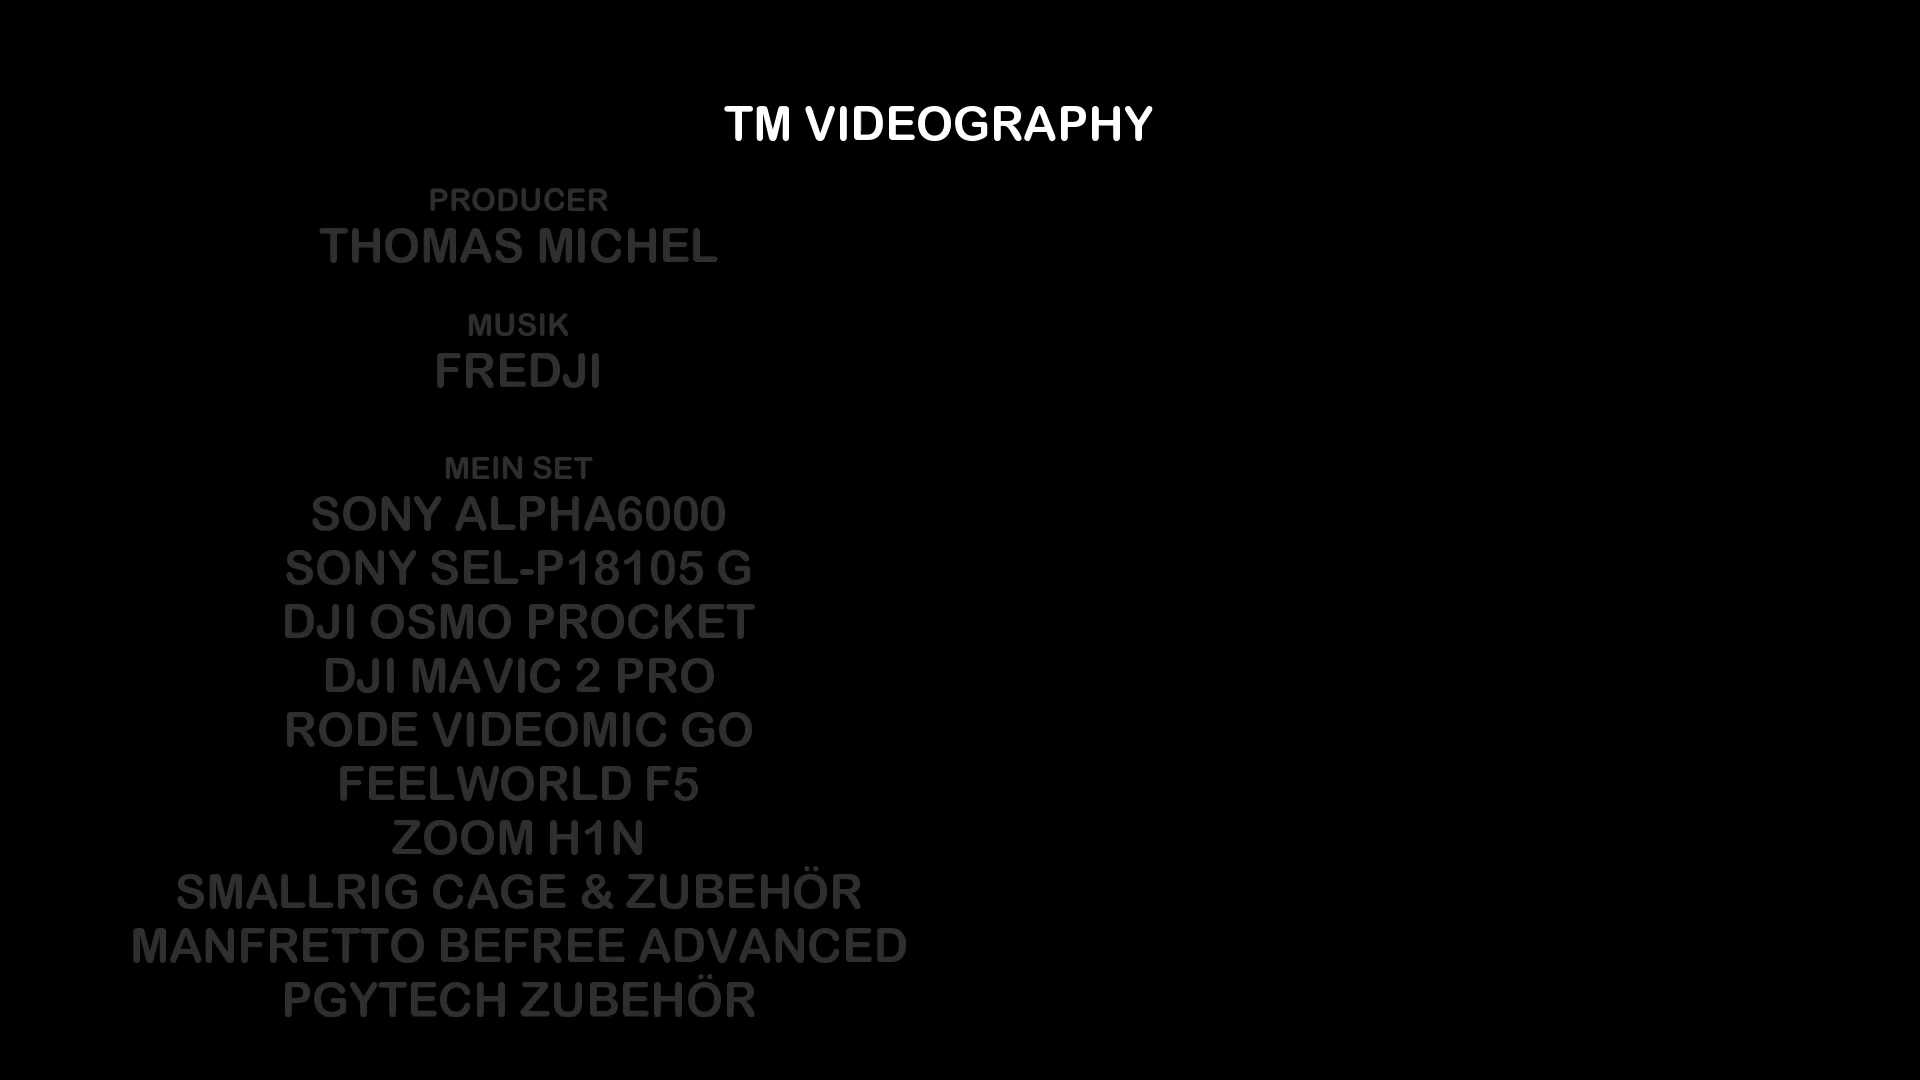 TM VIDEOGRAPHY
PRODUCER
THOMAS MICHEL
MUSIK
FREDJI
MEIN SET
SONY ALPHA6000
SONY SEL-P18105 G
DJI OSMO PROCKET
DJI MAVIC 2 PRO
RODE VIDEOMIC GO
FEELWORLD F5
ZOOM H1N
SMALLRIG CAGE & ZUBEHÖR
MANFRETTO BEFREE ADVANCED
PGYTECH ZUBEHÖR